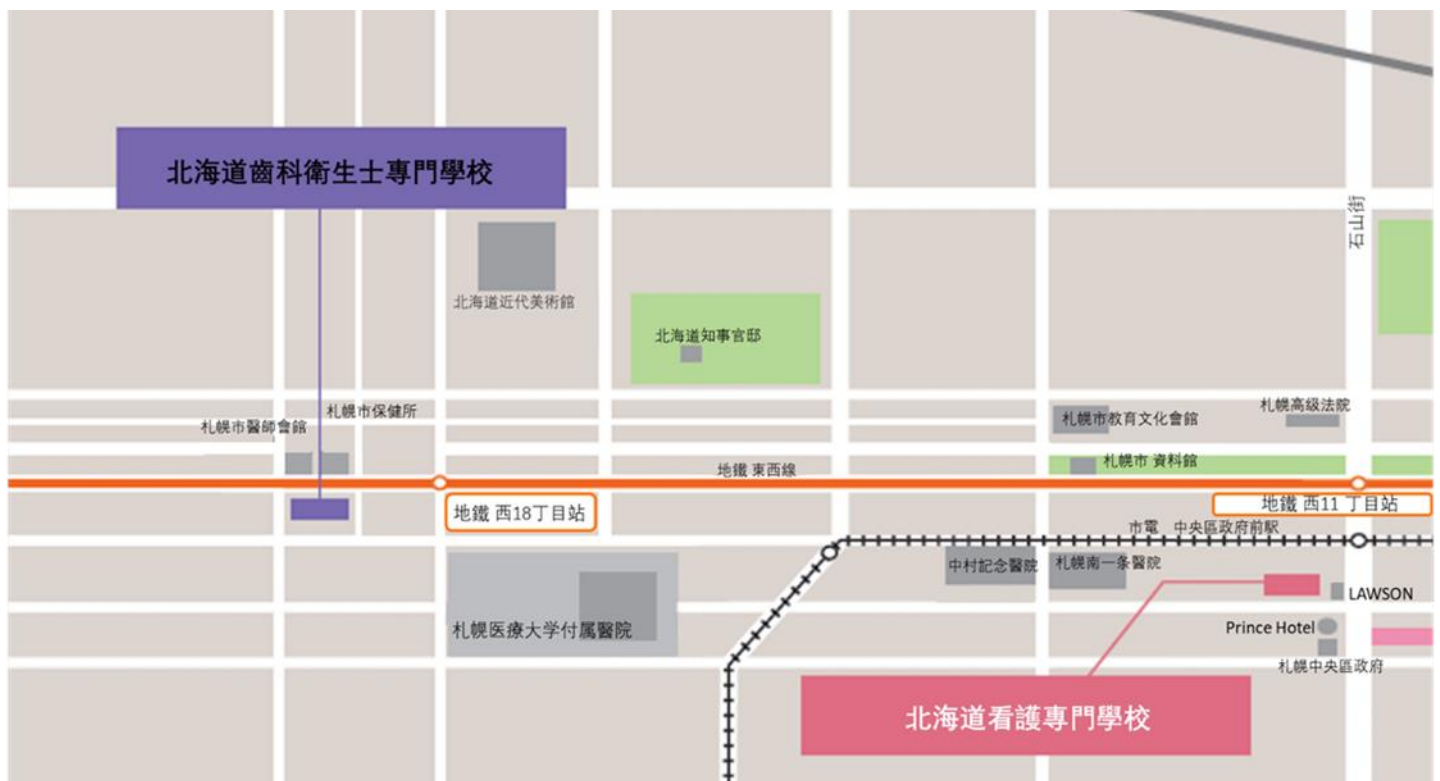 北海道齒科衛生士專門學校
石山街
北海道近代美術館
北海道知事官邸
札幌市保健所
札幌高級法院
札幌市教育文化會館
札幌市醫師會館
札幌市 資料館
地鐵 東西線
地鐵 西18丁目站
地鐵 西11 丁目站
市電 中央區政府前駅
中村記念醫院
札幌南一条醫院
LAWSON
札幌医療大学付属醫院
Prince Hotel
札幌中央區政府
北海道看護專門學校